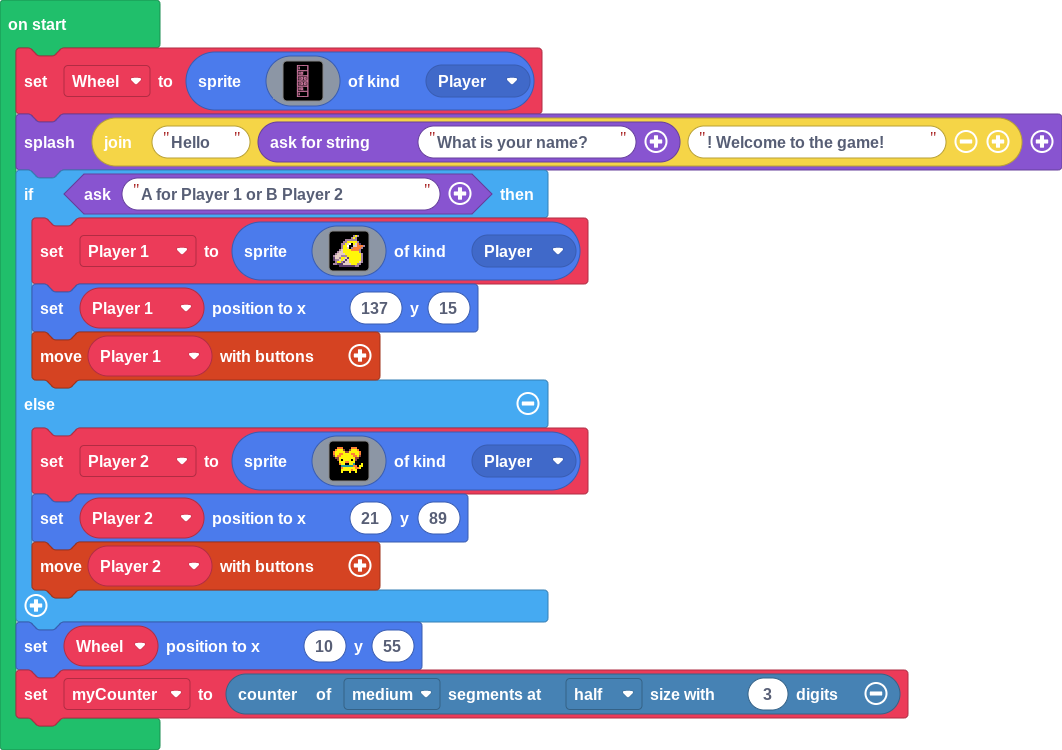 on start
set Wheel to sprite of kind Player
splash join "Hello " ask for string "What is your name? " "! Welcome to the game! "
if ask "A for Player 1 or B Player 2 " then
set Player 1 to sprite of kind Player
set Player 1 position to x 137 y 15
move Player 1 with buttons
else
set Player 2 to sprite of kind Player
set Player 2 position to x 21 y 89
move Player 2 with buttons
set Wheel position to x 10 y 55
set myCounter to counter of medium segments at half size with 3 digits